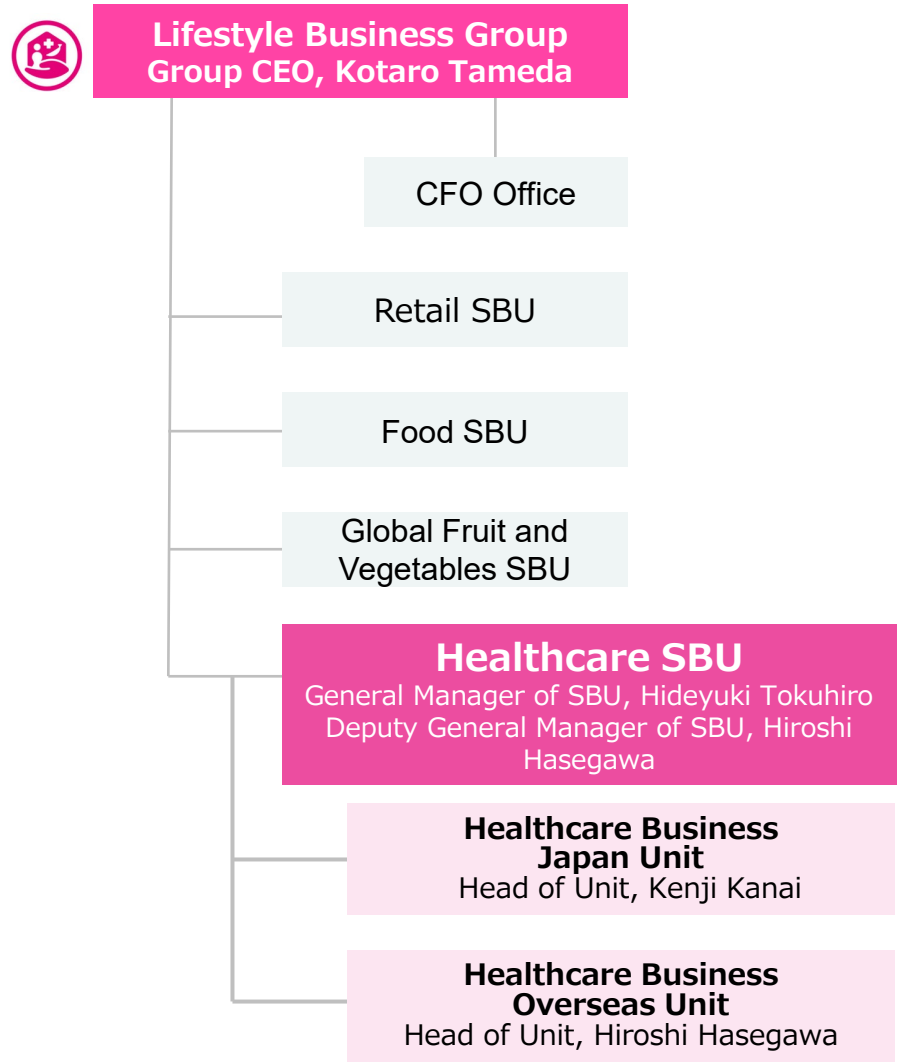 Lifestyle Business Group
Group CEO, Kotaro Tameda
CFO Office
Retail SBU
Food SBU
Global Fruit and
Vegetables SBU
Healthcare SBU
General Manager of SBU, Hideyuki Tokuhiro
Deputy General Manager of SBU, Hiroshi
Hasegawa
Healthcare Business
Japan Unit
Head of Unit, Kenji Kanai
Healthcare Business
Overseas Unit
Head of Unit, Hiroshi Hasegawa